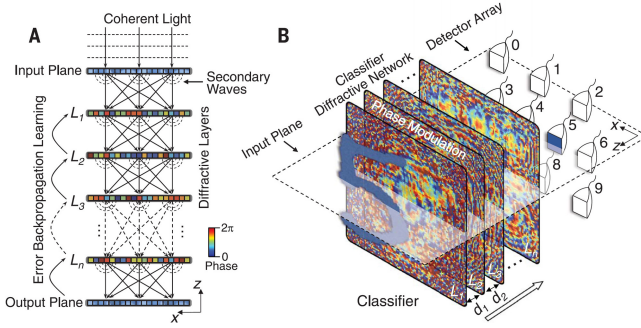 A
Coherent Light
Input Plane
Secondary
Waves
L1
L2
L3
Ln
Error Backpropagation Learning
Diffractive Layers
2π
0
Phase
Output Plane
z
x
B
Detector Array
Classifier
Diffractive Network
Input Plane
Phase Modulation
0
1
2
3
4
5
6
8
9
x
z
d1
d2
Classifier